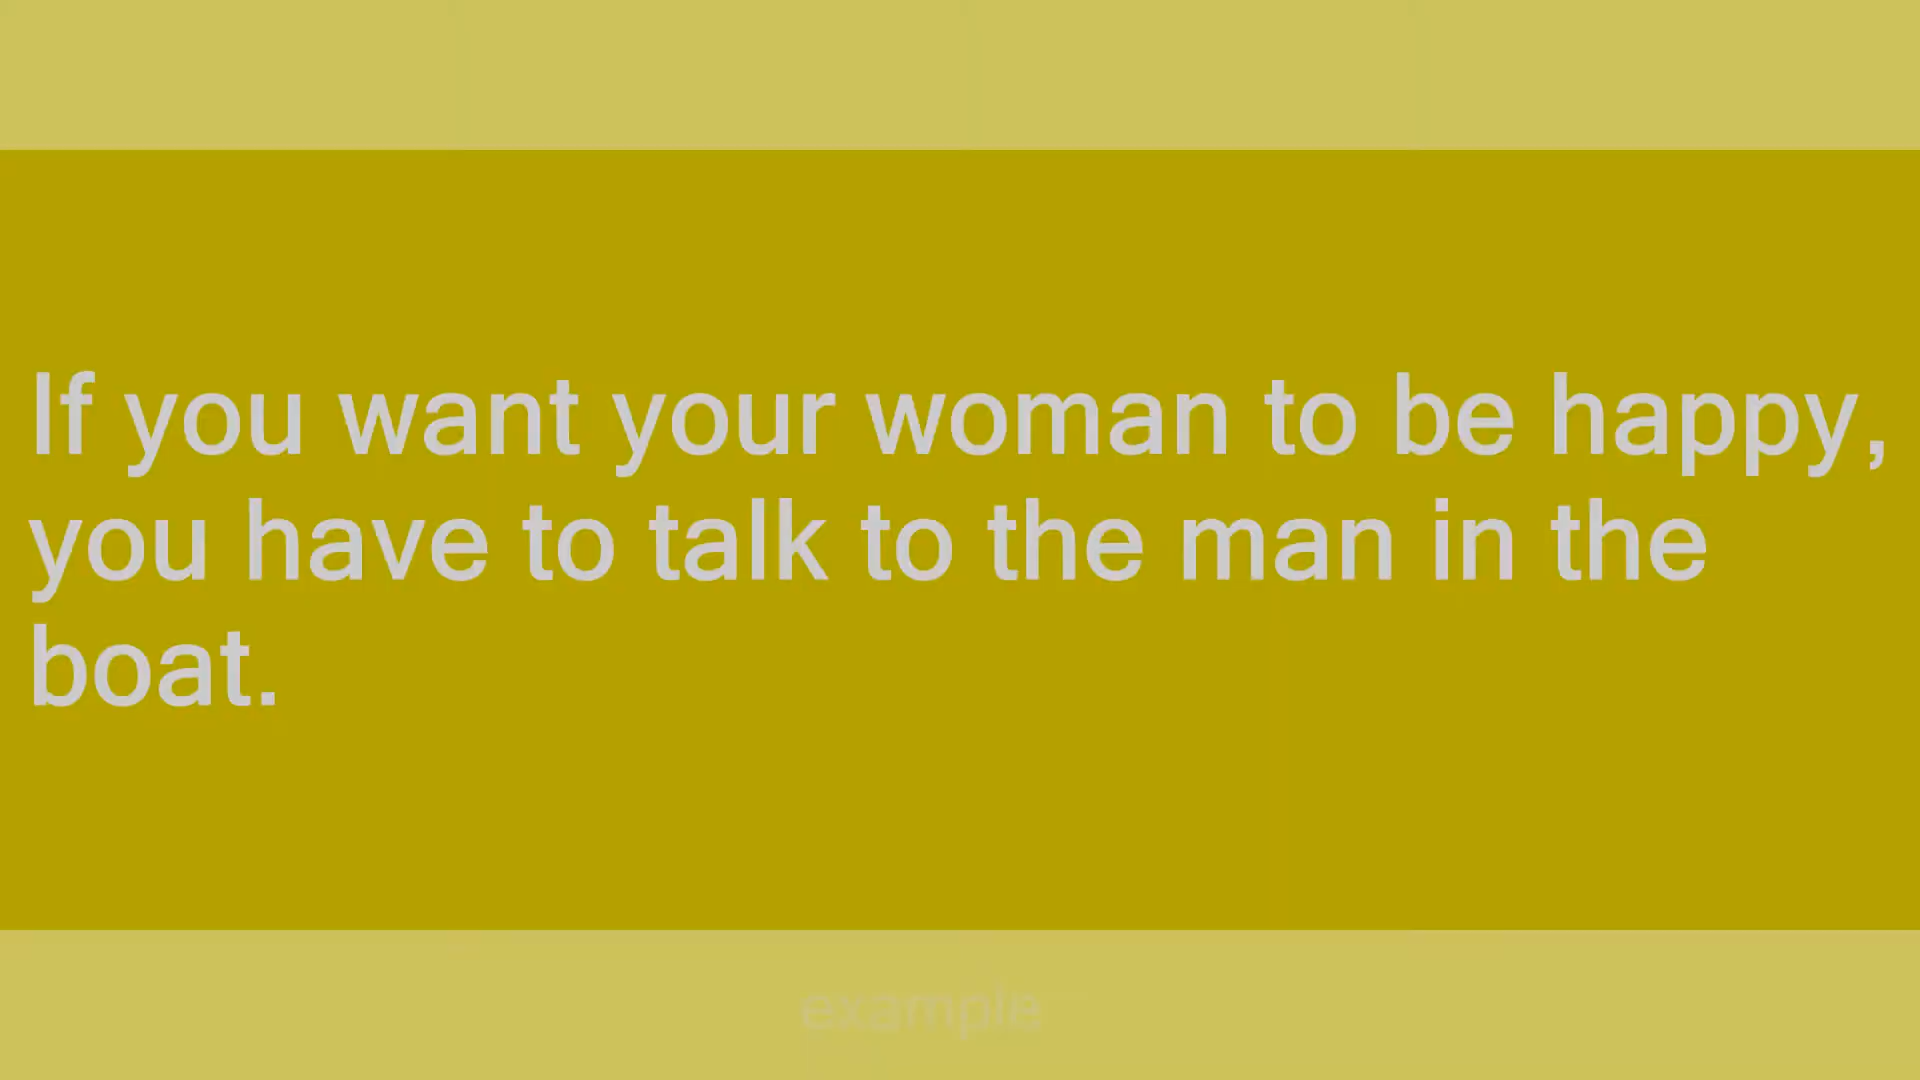 If you want your woman to be happy,
you have to talk to the man in the
boat.
example